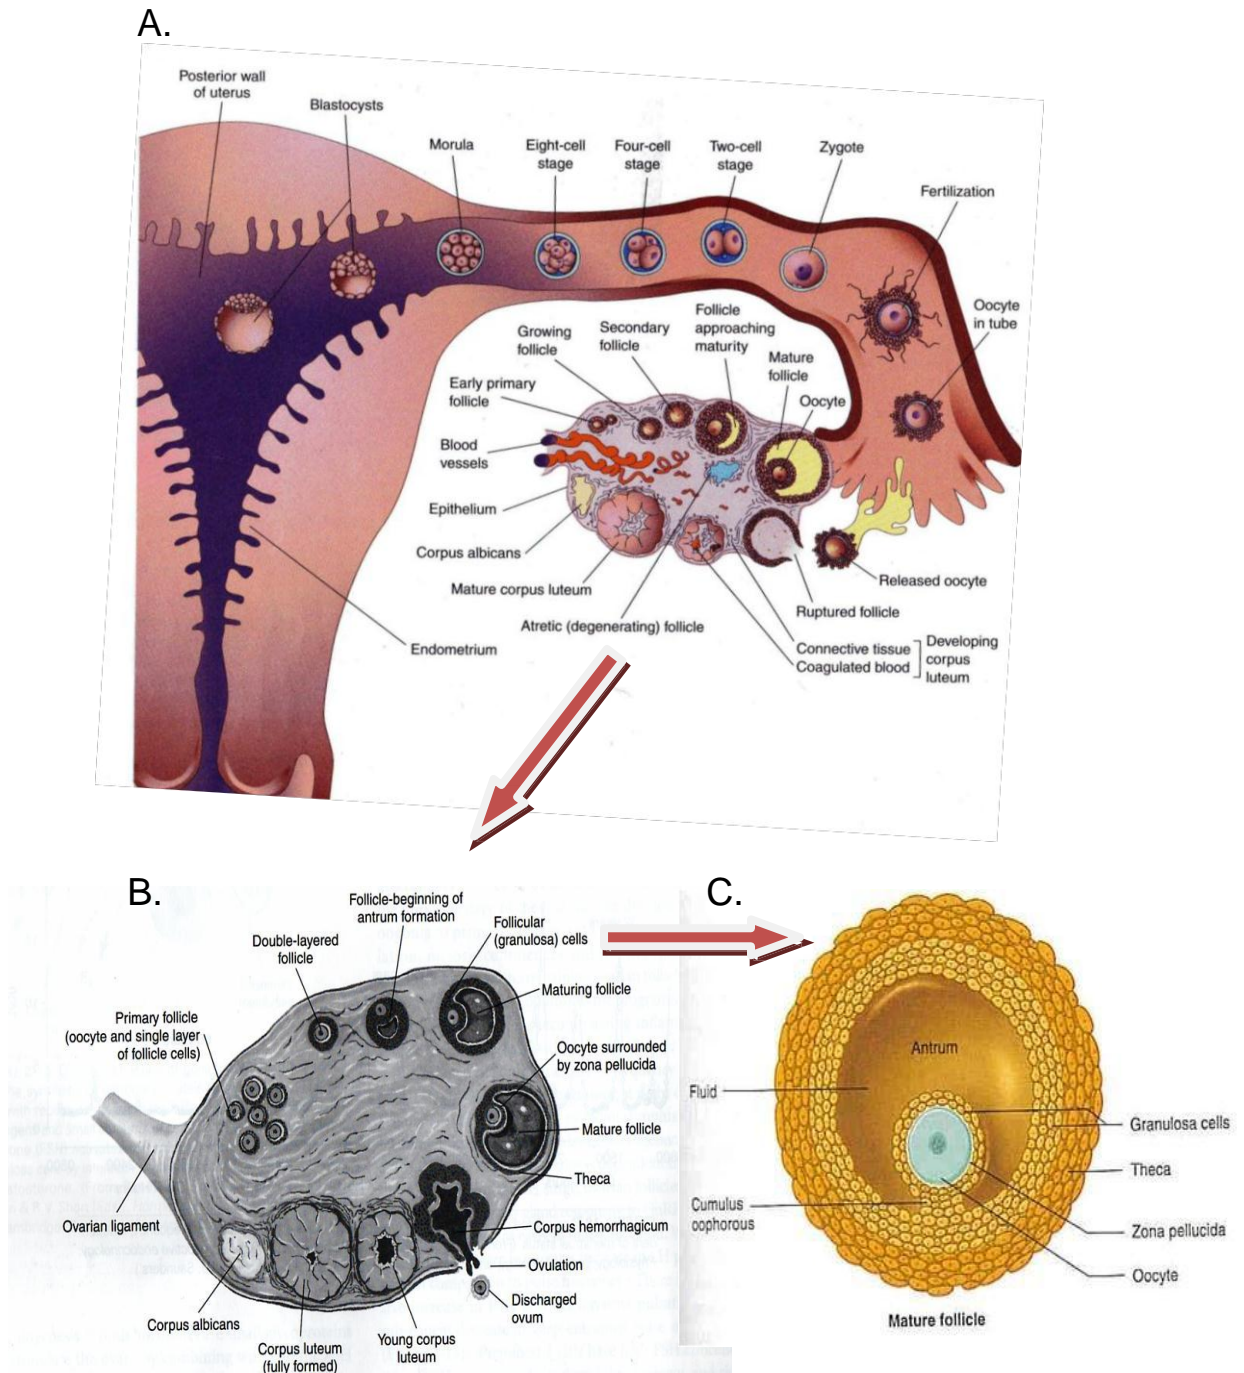 A.
Posterior wall
of uterus
Blastocysts
Morula
Eight-cell
stage
Four-cell
stage
Two-cell
stage
Zygote
Fertilization
Oocyte
in tube
Growing
follicle
Secondary
follicle
Follicle
approaching
maturity
Mature
follicle
Oocyte
Early primary
follicle
Blood
vessels
Epithelium
Corpus albicans
Mature corpus luteum
Atretic (degenerating) follicle
Endometrium
Released oocyte
Ruptured follicle
Connective tissue
Coagulated blood
Developing
corpus
luteum
B.
Follicle-beginning of
antrum formation
Double-layered
follicle
Follicular
(granulosa) cells
Primary follicle
(oocyte and single layer
of follicle cells)
Maturing follicle
Oocyte surrounded
by zona pellucida
Mature follicle
Theca
Corpus hemorrhagicum
Ovulation
Discharged
ovum
Ovarian ligament
Corpus albicans
Corpus luteum
(fully formed)
Young corpus
luteum
C.
Antrum
Fluid
Granulosa cells
Theca
Cumulus
oophorous
Zona pellucida
Oocyte
Mature follicle